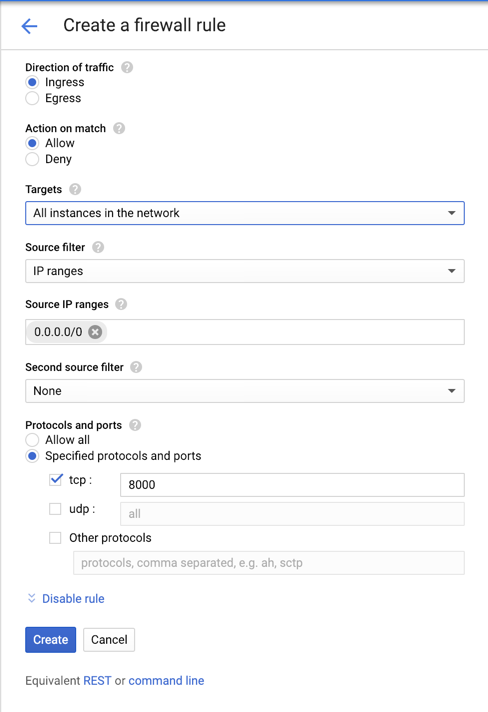 Create a firewall rule
Direction of traffic ?
Ingress
Egress
Action on match ?
Allow
Deny
Targets ?
All instances in the network
Source filter ?
IP ranges
Source IP ranges ?
0.0.0.0/0
Second source filter ?
None
Protocols and ports ?
Allow all
Specified protocols and ports
tcp : 8000
udp : all
Other protocols
protocols, comma separated, e.g. ah, sctp
Disable rule
Create Cancel
Equivalent REST or command line